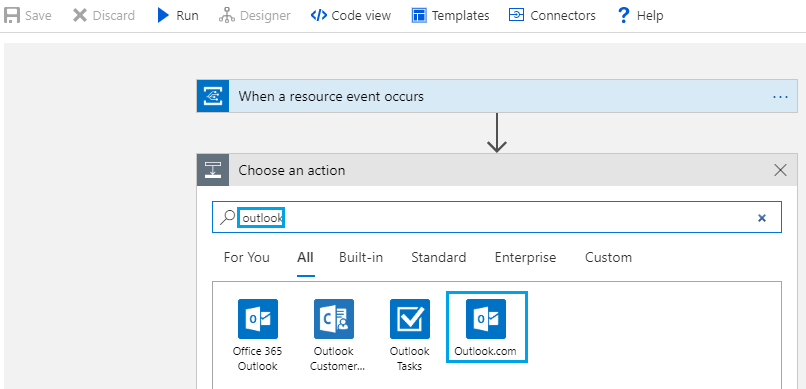 Save Discard Run Designer Code view Templates Connectors ? Help
When a resource event occurs ...
Choose an action
outlook
For You All Built-in Standard Enterprise Custom
Office 365 Outlook Outlook Outlook.com
Outlook Customer... Tasks